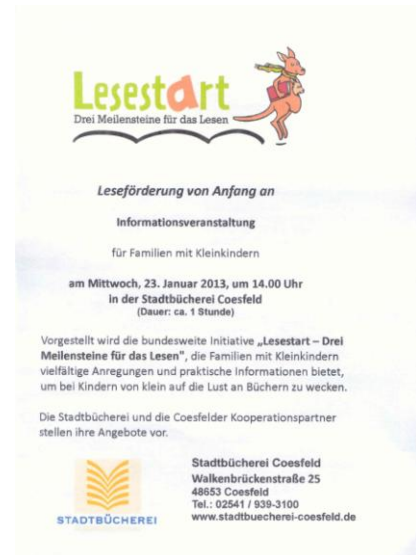 Lesestart
Drei Meilensteine für das Lesen
Leseförderung von Anfang an
Informationsveranstaltung
für Familien mit Kleinkindern
am Mittwoch, 23. Januar 2013, um 14.00 Uhr
in der Stadtbücherei Coesfeld
(Dauer: ca. 1 Stunde)
Vorgestellt wird die bundesweite Initiative „Lesestart – Drei
Meilensteine für das Lesen", die Familien mit Kleinkindern
vielfältige Anregungen und praktische Informationen bietet,
um bei Kindern von klein auf die Lust an Büchern zu wecken.
Die Stadtbücherei und die Coesfelder Kooperationspartner
stellen ihre Angebote vor.
STADTBÜCHEREI
Stadtbücherei Coesfeld
Walkenbrückenstraße 25
48653 Coesfeld
Tel.: 02541 / 939-3100
www.stadtbuecherei-coesfeld.de